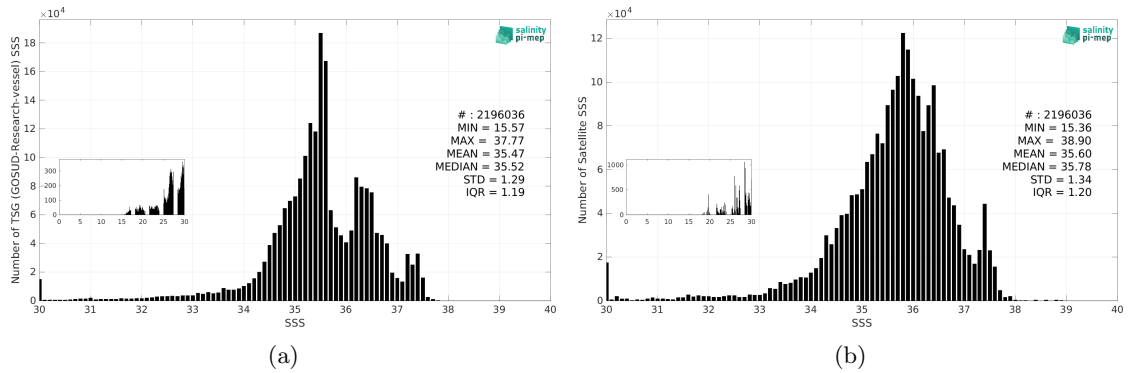 ×10⁴
Number of TSG (GOSUD-Research-vessel) SSS
18
16
14
12
10
8
6
4
2
0
30 31 32 33 34 35 36 37 38 39 40
SSS
salinity
pi-mep
# : 2196036
MIN = 15.57
MAX = 37.77
MEAN = 35.47
MEDIAN = 35.52
STD = 1.29
IQR = 1.19
300
200
100
0
0 5 10 15 20 25 30
(a)
×10⁴
Number of Satellite SSS
12
10
8
6
4
2
0
30 31 32 33 34 35 36 37 38 39 40
SSS
salinity
pi-mep
# : 2196036
MIN = 15.36
MAX = 38.90
MEAN = 35.60
MEDIAN = 35.78
STD = 1.34
IQR = 1.20
1000
500
0
0 5 10 15 20 25 30
(b)